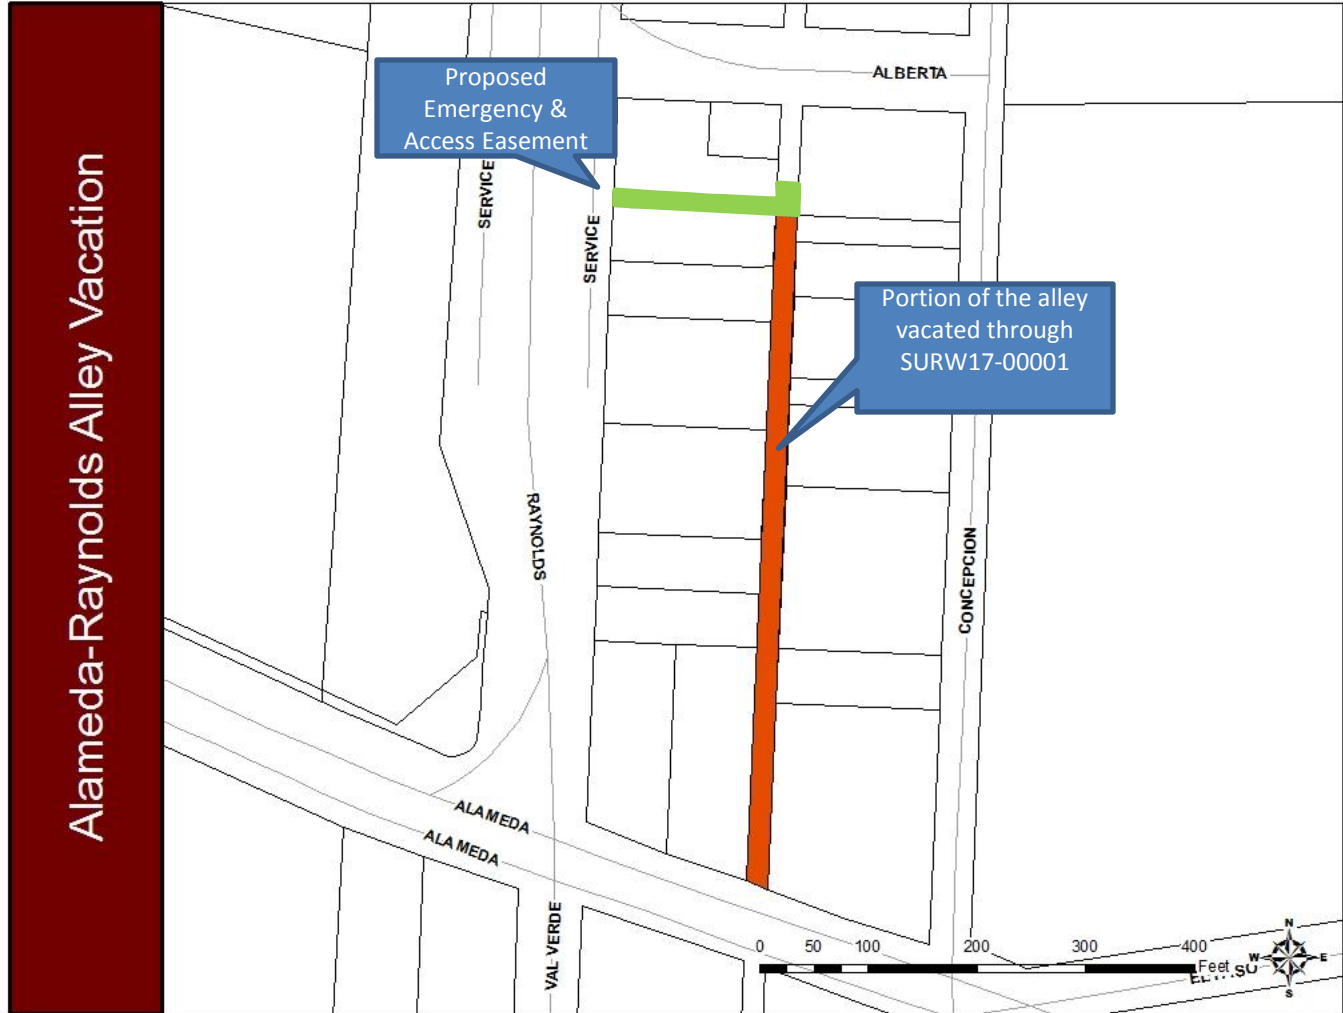 Alameda-Raynolds Alley Vacation
ALBERTA
Proposed
Emergency &
Access Easement
SERVICE
SERVICE
Portion of the alley
vacated through
SURW17-00001
RAYNOLDS
CONCEPCION
ALAMEDA
ALAMEDA
VAL VERDE
0 50 100 200 300 400
Feet
N
W E
S